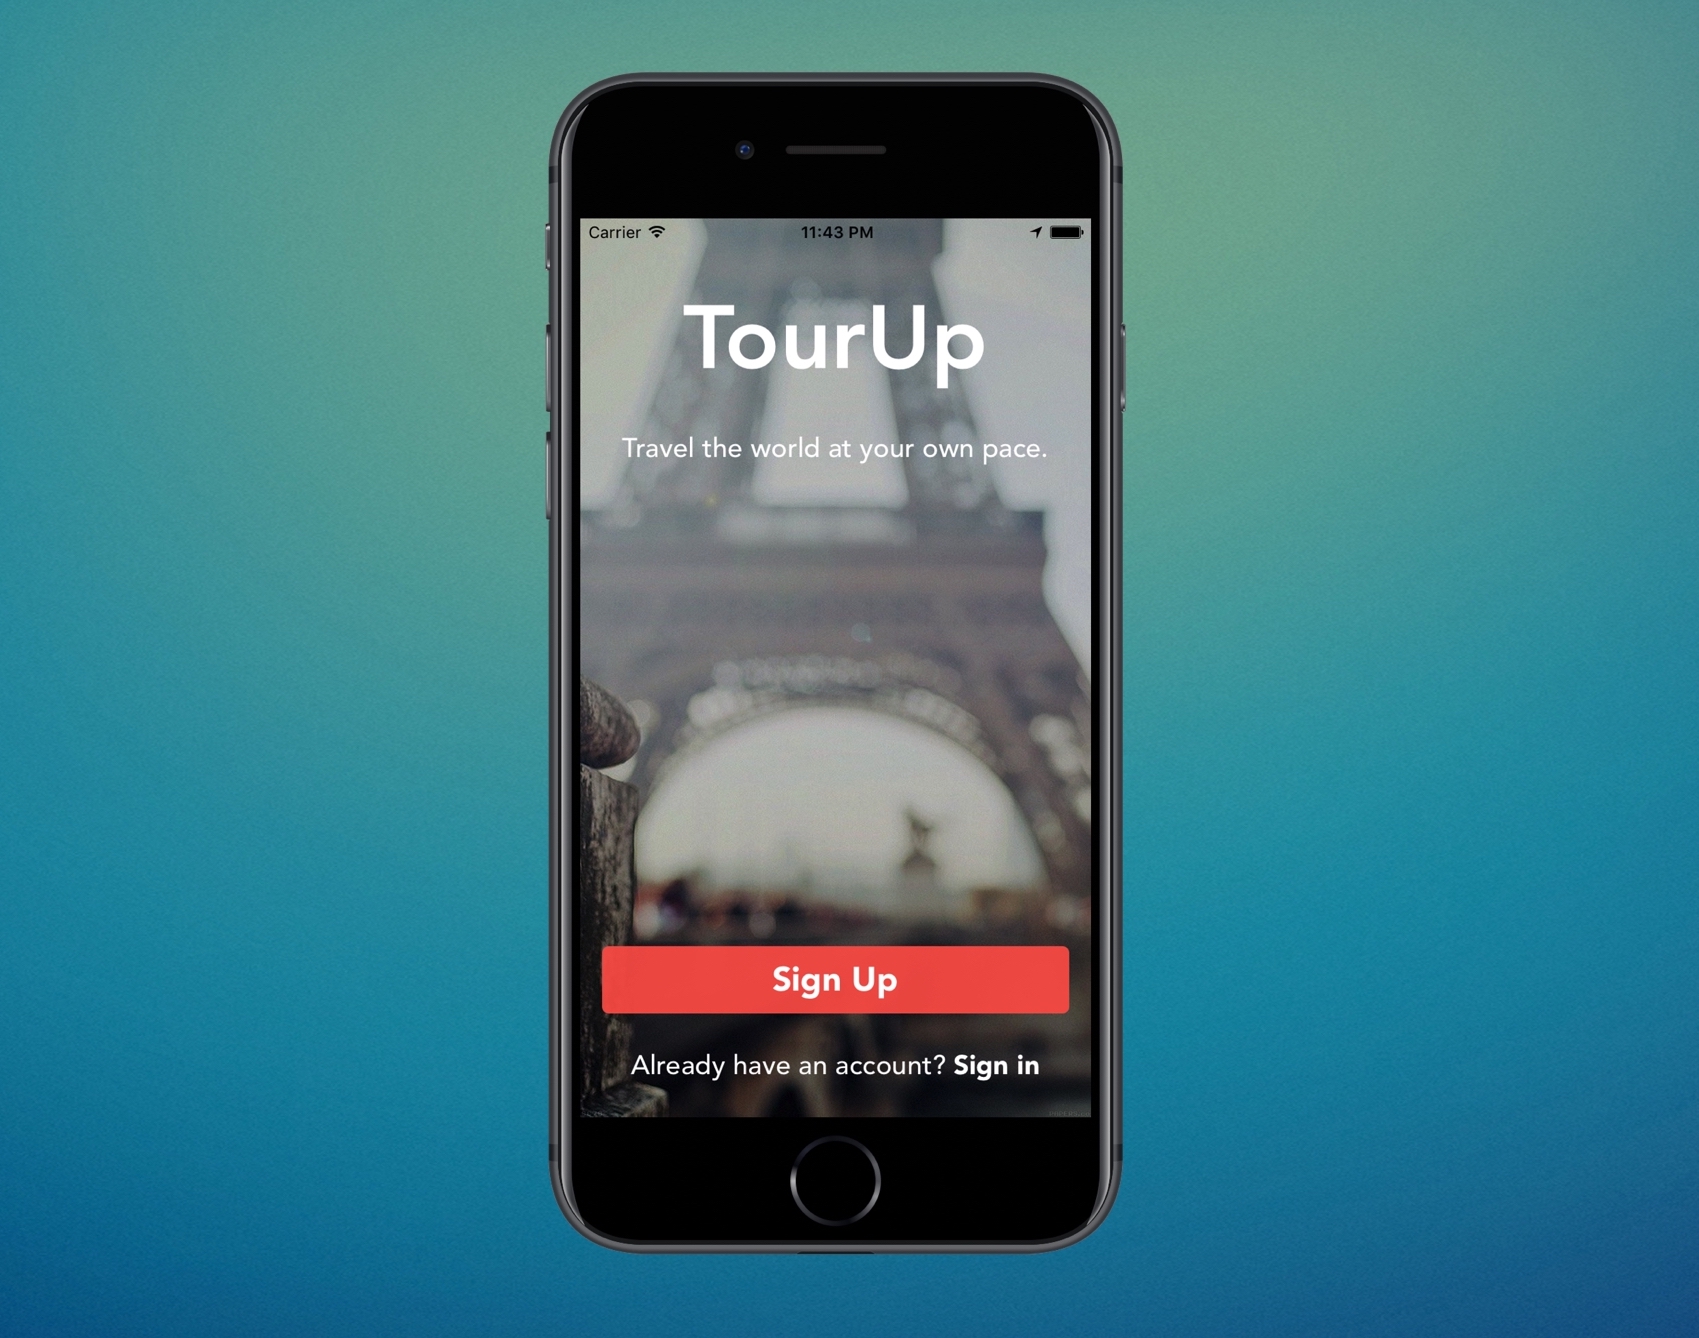 Carrier 11:43 PM
TourUp
Travel the world at your own pace.
Sign Up
Already have an account? Sign in